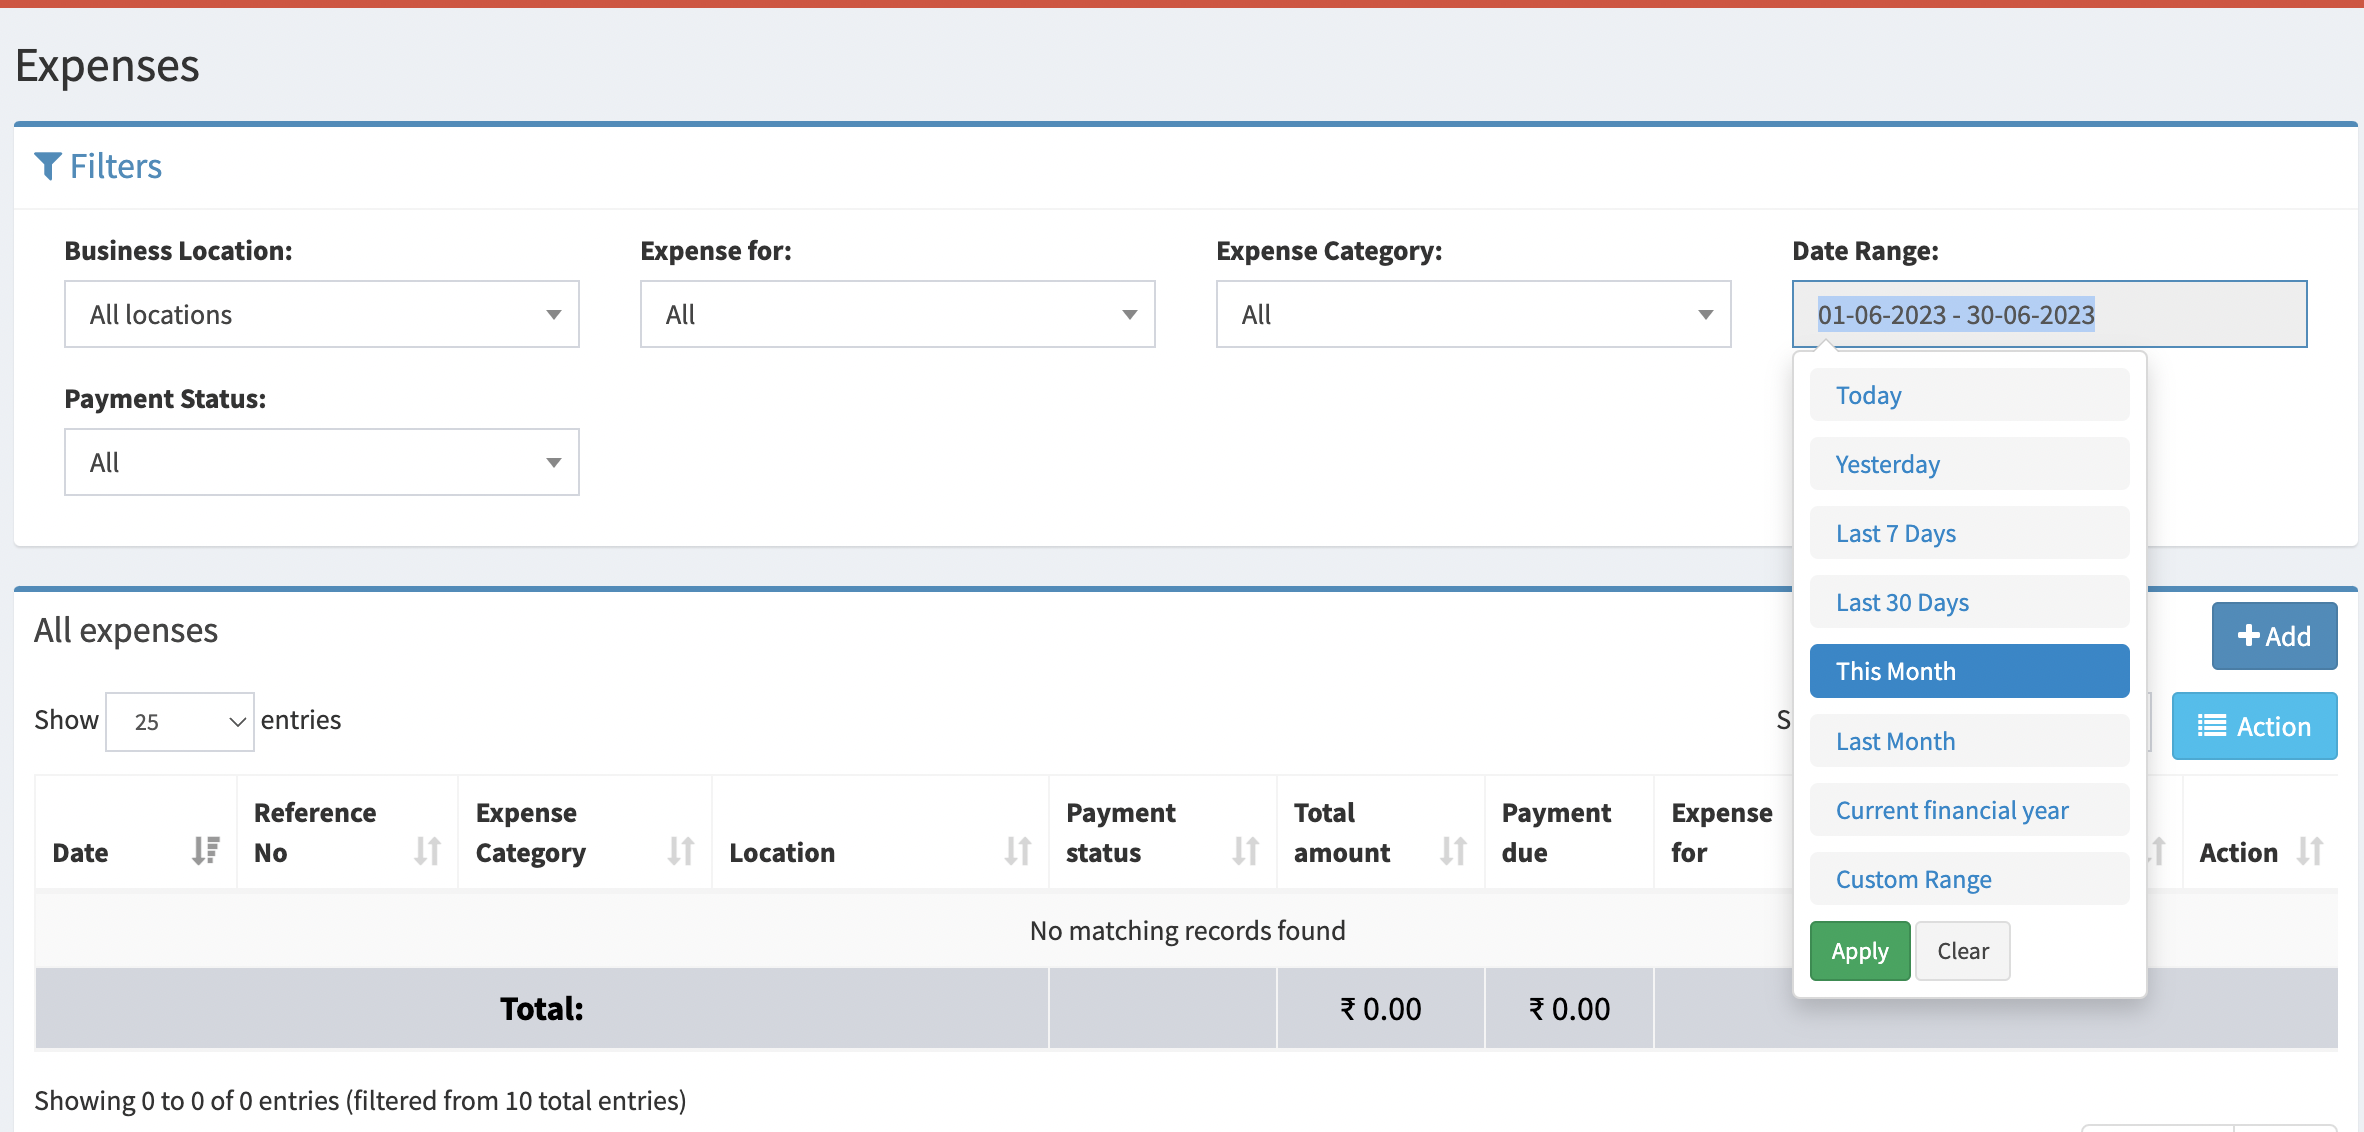 Expenses
Filters
Business Location:
Expense for:
Expense Category:
Date Range:
All locations
All
All
01-06-2023 - 30-06-2023
Payment Status:
All
Today
Yesterday
Last 7 Days
Last 30 Days
This Month
Last Month
Current financial year
Custom Range
Apply
Clear
All expenses
Add
Show 25 entries
S
Action
Date
Reference No
Expense Category
Location
Payment status
Total amount
Payment due
Expense for
Action
No matching records found
Total:
₹ 0.00
₹ 0.00
Showing 0 to 0 of 0 entries (filtered from 10 total entries)